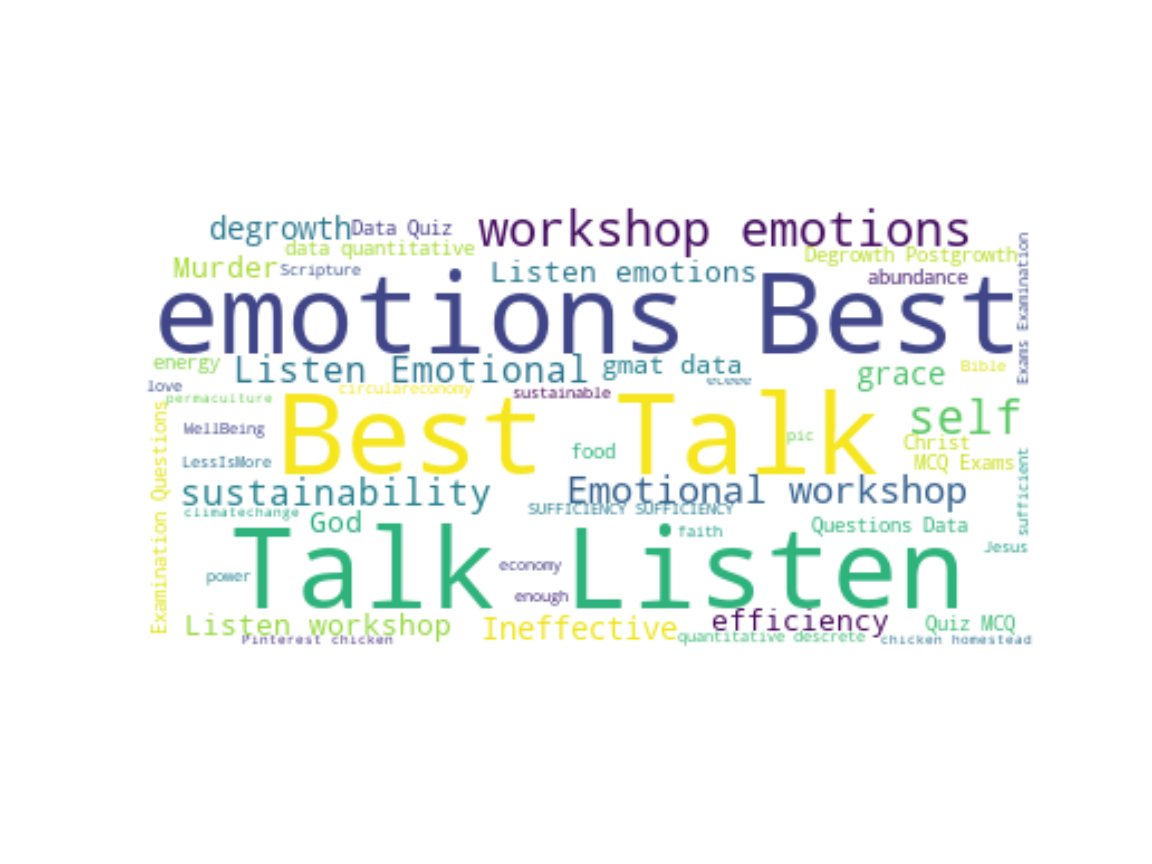 degrowth
Data Quiz
workshop emotions
data quantitative
Degrowth Postgrowth
Murder
Scripture
Listen emotions
abundance
Exams Examination
emotions Best
energy
Listen Emotional
gmat data
grace
Bible
love
circulareconomy
sustainable
permaculture
Best Talk
self
WellBeing
pic
Christ
food
LessIsMore
MCQ Exams
Examination Questions
sustainability
Emotional workshop
sufficient
climatechange
SUFFICIENCY SUFFICIENCY
God
faith
Questions Data
Talk Listen
Jesus
power
economy
enough
Listen workshop
Ineffective
efficiency
Quiz MCQ
Pinterest chicken
quantitative descrete
chicken homestead